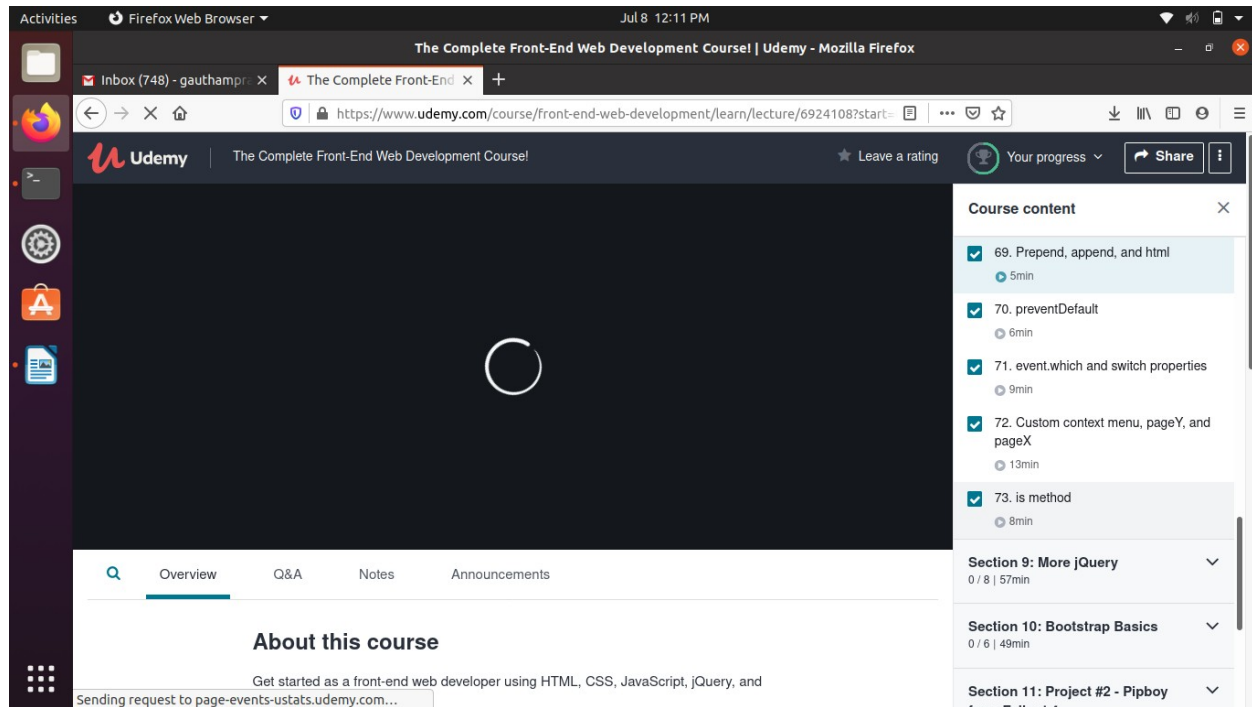 Activities
Firefox Web Browser
Jul 8 12:11 PM
The Complete Front-End Web Development Course! | Udemy - Mozilla Firefox
Inbox (748) - gauthampra
The Complete Front-End
https://www.udemy.com/course/front-end-web-development/learn/lecture/6924108?start=
Udemy
The Complete Front-End Web Development Course!
Leave a rating
Your progress
Share
Course content
69. Prepend, append, and html
5min
70. preventDefault
6min
71. event.which and switch properties
9min
72. Custom context menu, pageY, and
pageX
13min
73. is method
8min
Section 9: More jQuery
0 / 8 | 57min
Section 10: Bootstrap Basics
0 / 6 | 49min
Section 11: Project #2 - Pipboy
Overview
Q&A
Notes
Announcements
About this course
Get started as a front-end web developer using HTML, CSS, JavaScript, jQuery, and
Sending request to page-events-ustats.udemy.com...